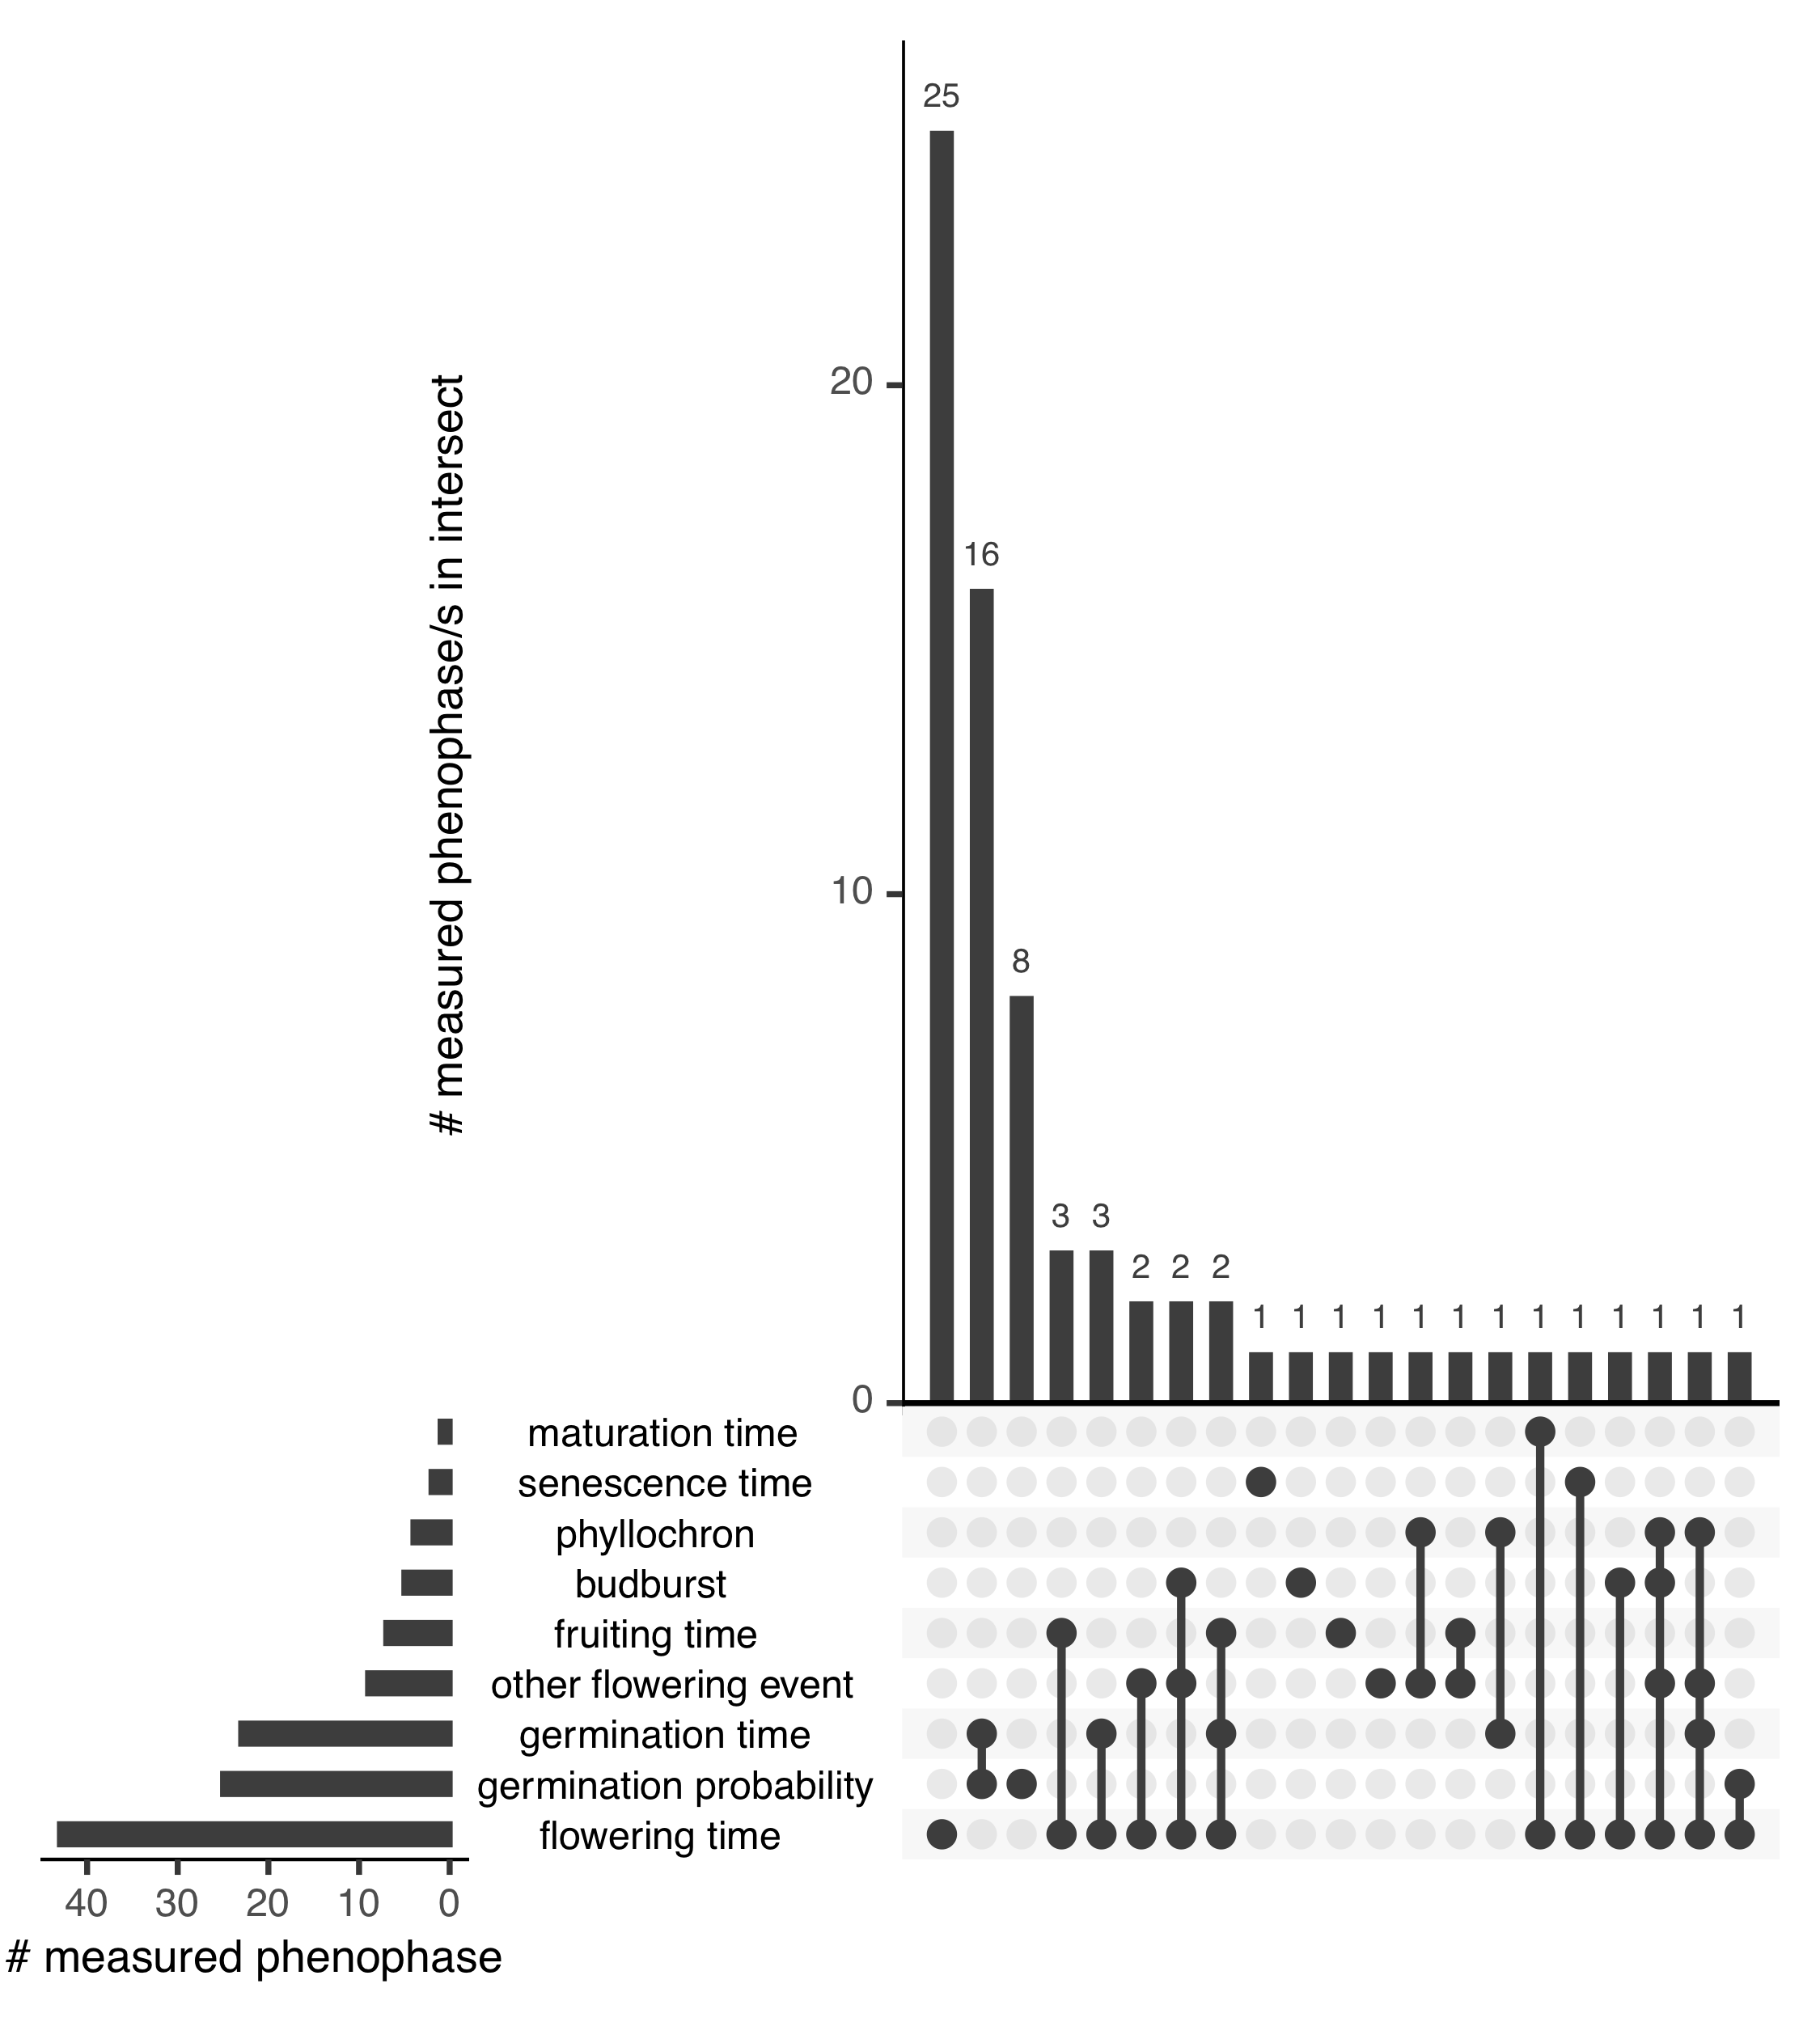 25
16
8
3 3
2 2 2
1 1 1 1 1 1 1 1 1 1 1 1 1
20
10
0
# measured phenophase/s in intersect
maturation time
senescence time
phyllochron
budburst
fruiting time
other flowering event
germination time
germination probability
flowering time
40 30 20 10 0
# measured phenophase